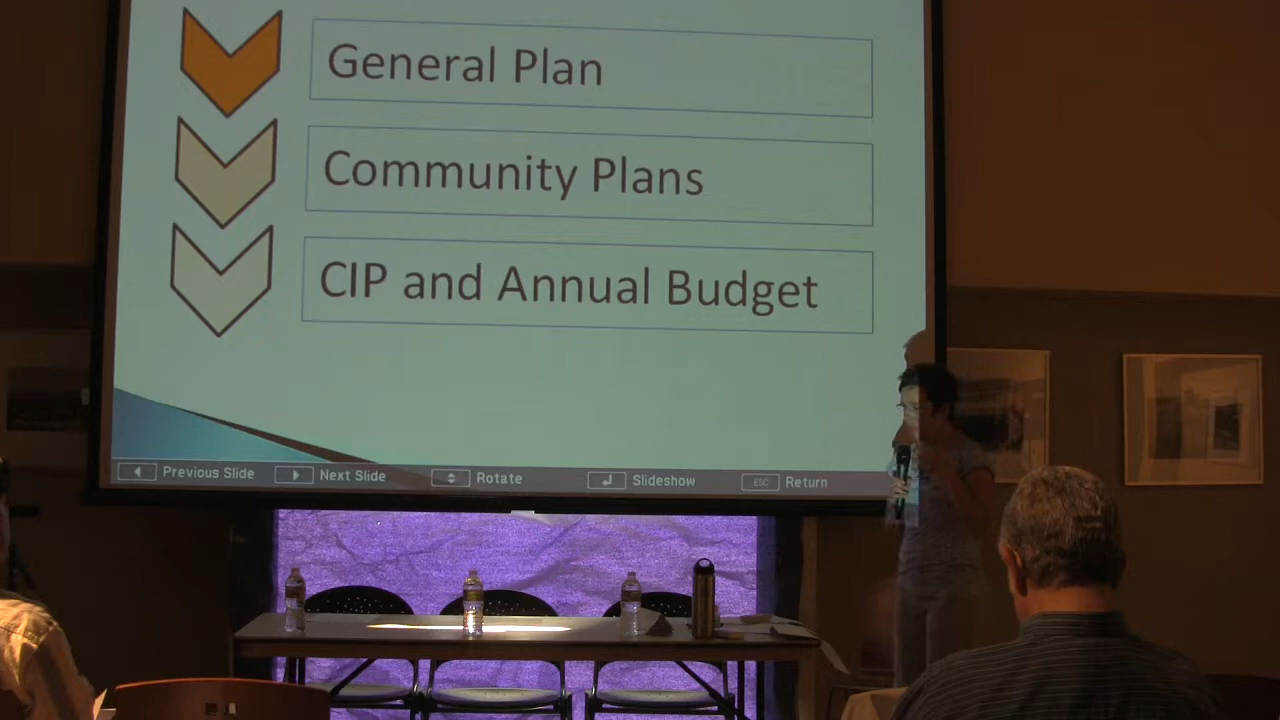 General Plan
Community Plans
CIP and Annual Budget
Previous Slide Next Slide Rotate ESC Slideshow Return